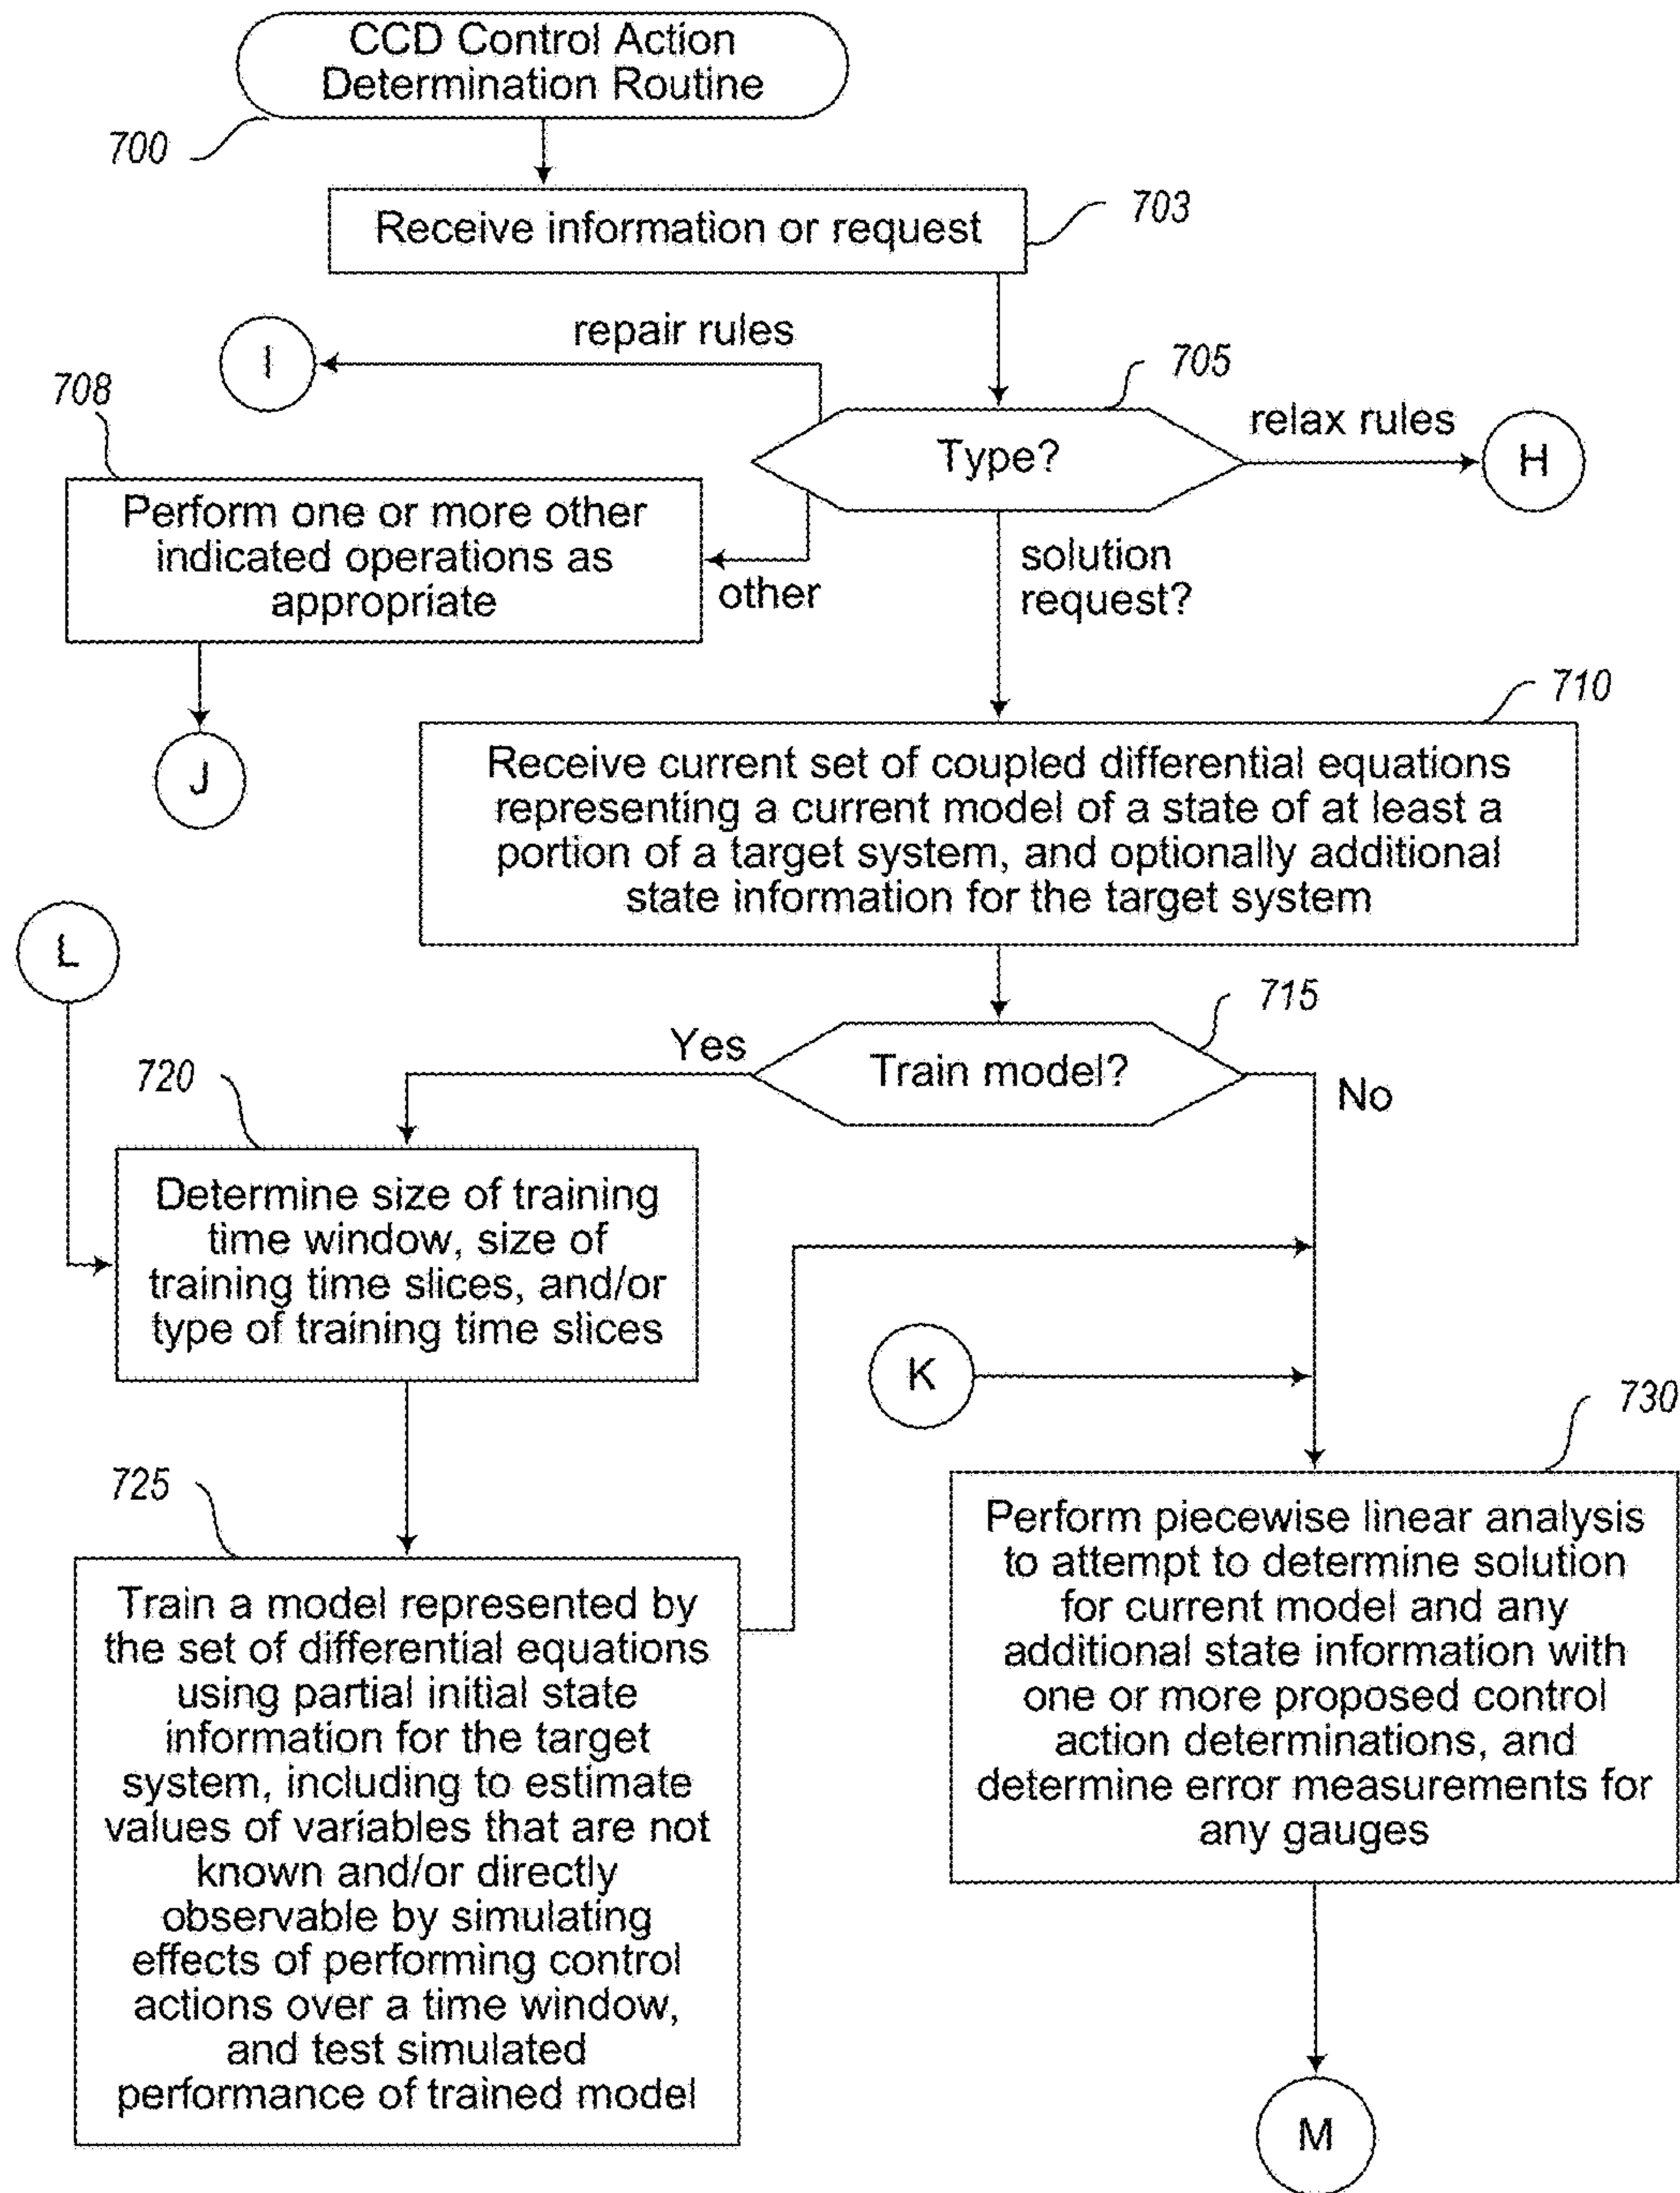 CCD Control Action
Determination Routine
700
Receive information or request
703
repair rules
I
705
708
Type?
relax rules
H
Perform one or more other
indicated operations as
appropriate
other
solution
request?
J
710
Receive current set of coupled differential equations
representing a current model of a state of at least a
portion of a target system, and optionally additional
state information for the target system
L
715
Yes
Train model?
No
720
Determine size of training
time window, size of
training time slices, and/or
type of training time slices
K
730
725
Train a model represented by
the set of differential equations
using partial initial state
information for the target
system, including to estimate
values of variables that are not
known and/or directly
observable by simulating
effects of performing control
actions over a time window,
and test simulated
performance of trained model
Perform piecewise linear analysis
to attempt to determine solution
for current model and any
additional state information with
one or more proposed control
action determinations, and
determine error measurements for
any gauges
M